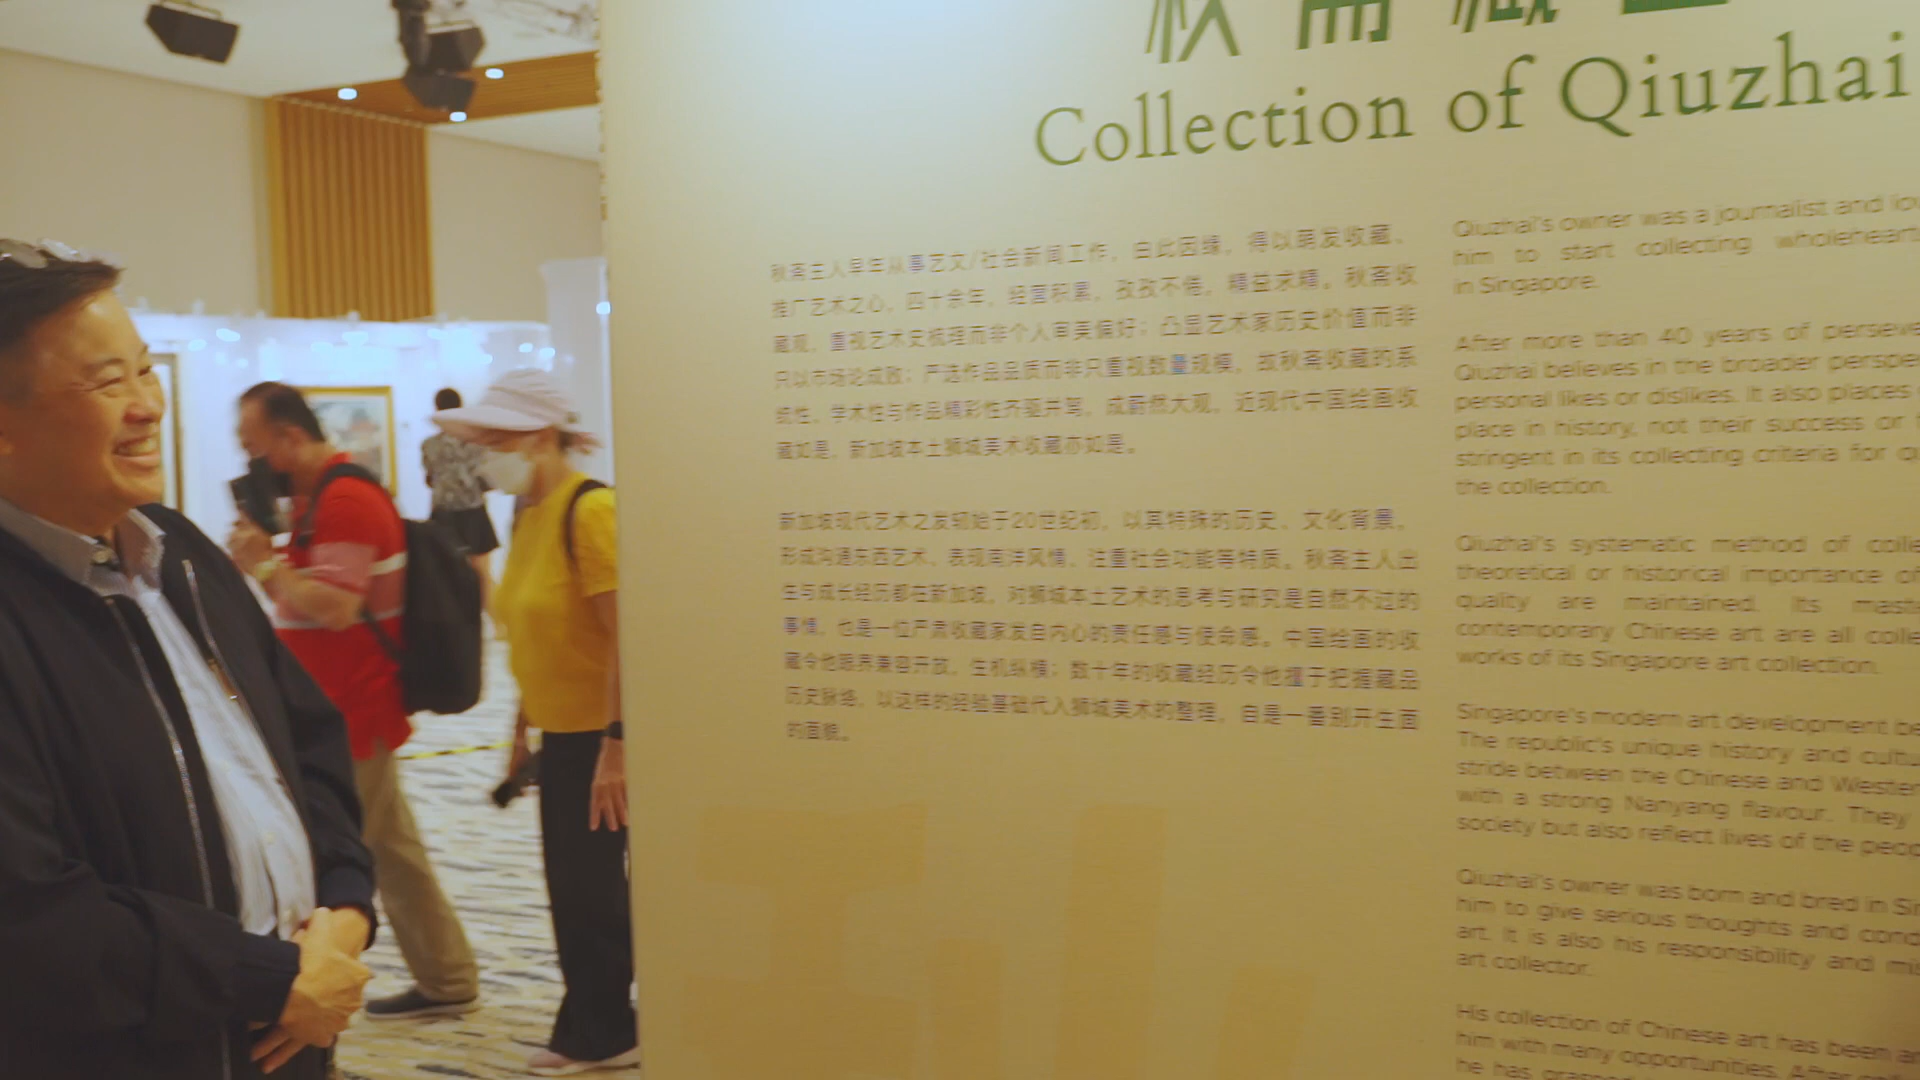 秋斋藏
Collection of Qiuzhai
秋斋主人早年从事艺文/社会新闻工作，由此因缘，得以萌发收藏、
推广艺术之心，四十余年，经营积累，孜孜不倦，精益求精。秋斋收
藏观，重视艺术史梳理而非个人审美偏好；凸显艺术家历史价值而非
只以市场论成败；严选作品品质而非只重视数量规模，故秋斋收藏的系
统性、学术性与作品精彩性齐驱并驾，成蔚然大观，近现代中国绘画收
藏如是，新加坡本土狮城美术收藏亦如是。
新加坡现代艺术之发轫始于20世纪初，以其特殊的历史、文化背景，
形成沟通东西艺术、表现南洋风情、注重社会功能等特质。秋斋主人出
生与成长经历都在新加坡，对狮城本土艺术的思考与研究是自然不过的
事情，也是一位严肃收藏家发自内心的责任感与使命感。中国绘画的收
藏令他眼界兼容开放，生机纵横；数十年的收藏经历令他擅于把握藏品
历史脉络，以这样的经验基础代入狮城美术的整理，自是一番别开生面
的面貌。
Qiuzhai's owner was a journalist and
him to start collecting
in Singapore.
After more than 40 years of
Qiuzhai believes in the broader
personal likes or dislikes. It also places
place in history, not their success or
stringent in its collecting criteria for
the collection.
Qiuzhai's systematic method of
theoretical or historical importance of
quality are maintained. Its
contemporary Chinese art are all
works of its Singapore art collection.
Singapore's modern art development
The republic's unique history and
stride between the Chinese and
with a strong Nanyang flavour. They
society but also reflect lives of the
Qiuzhai's owner was born and bred in
him to give serious thoughts and
art. It is also his responsibility and
art collector.
His collection of Chinese art has been
him with many opportunities. After
he has